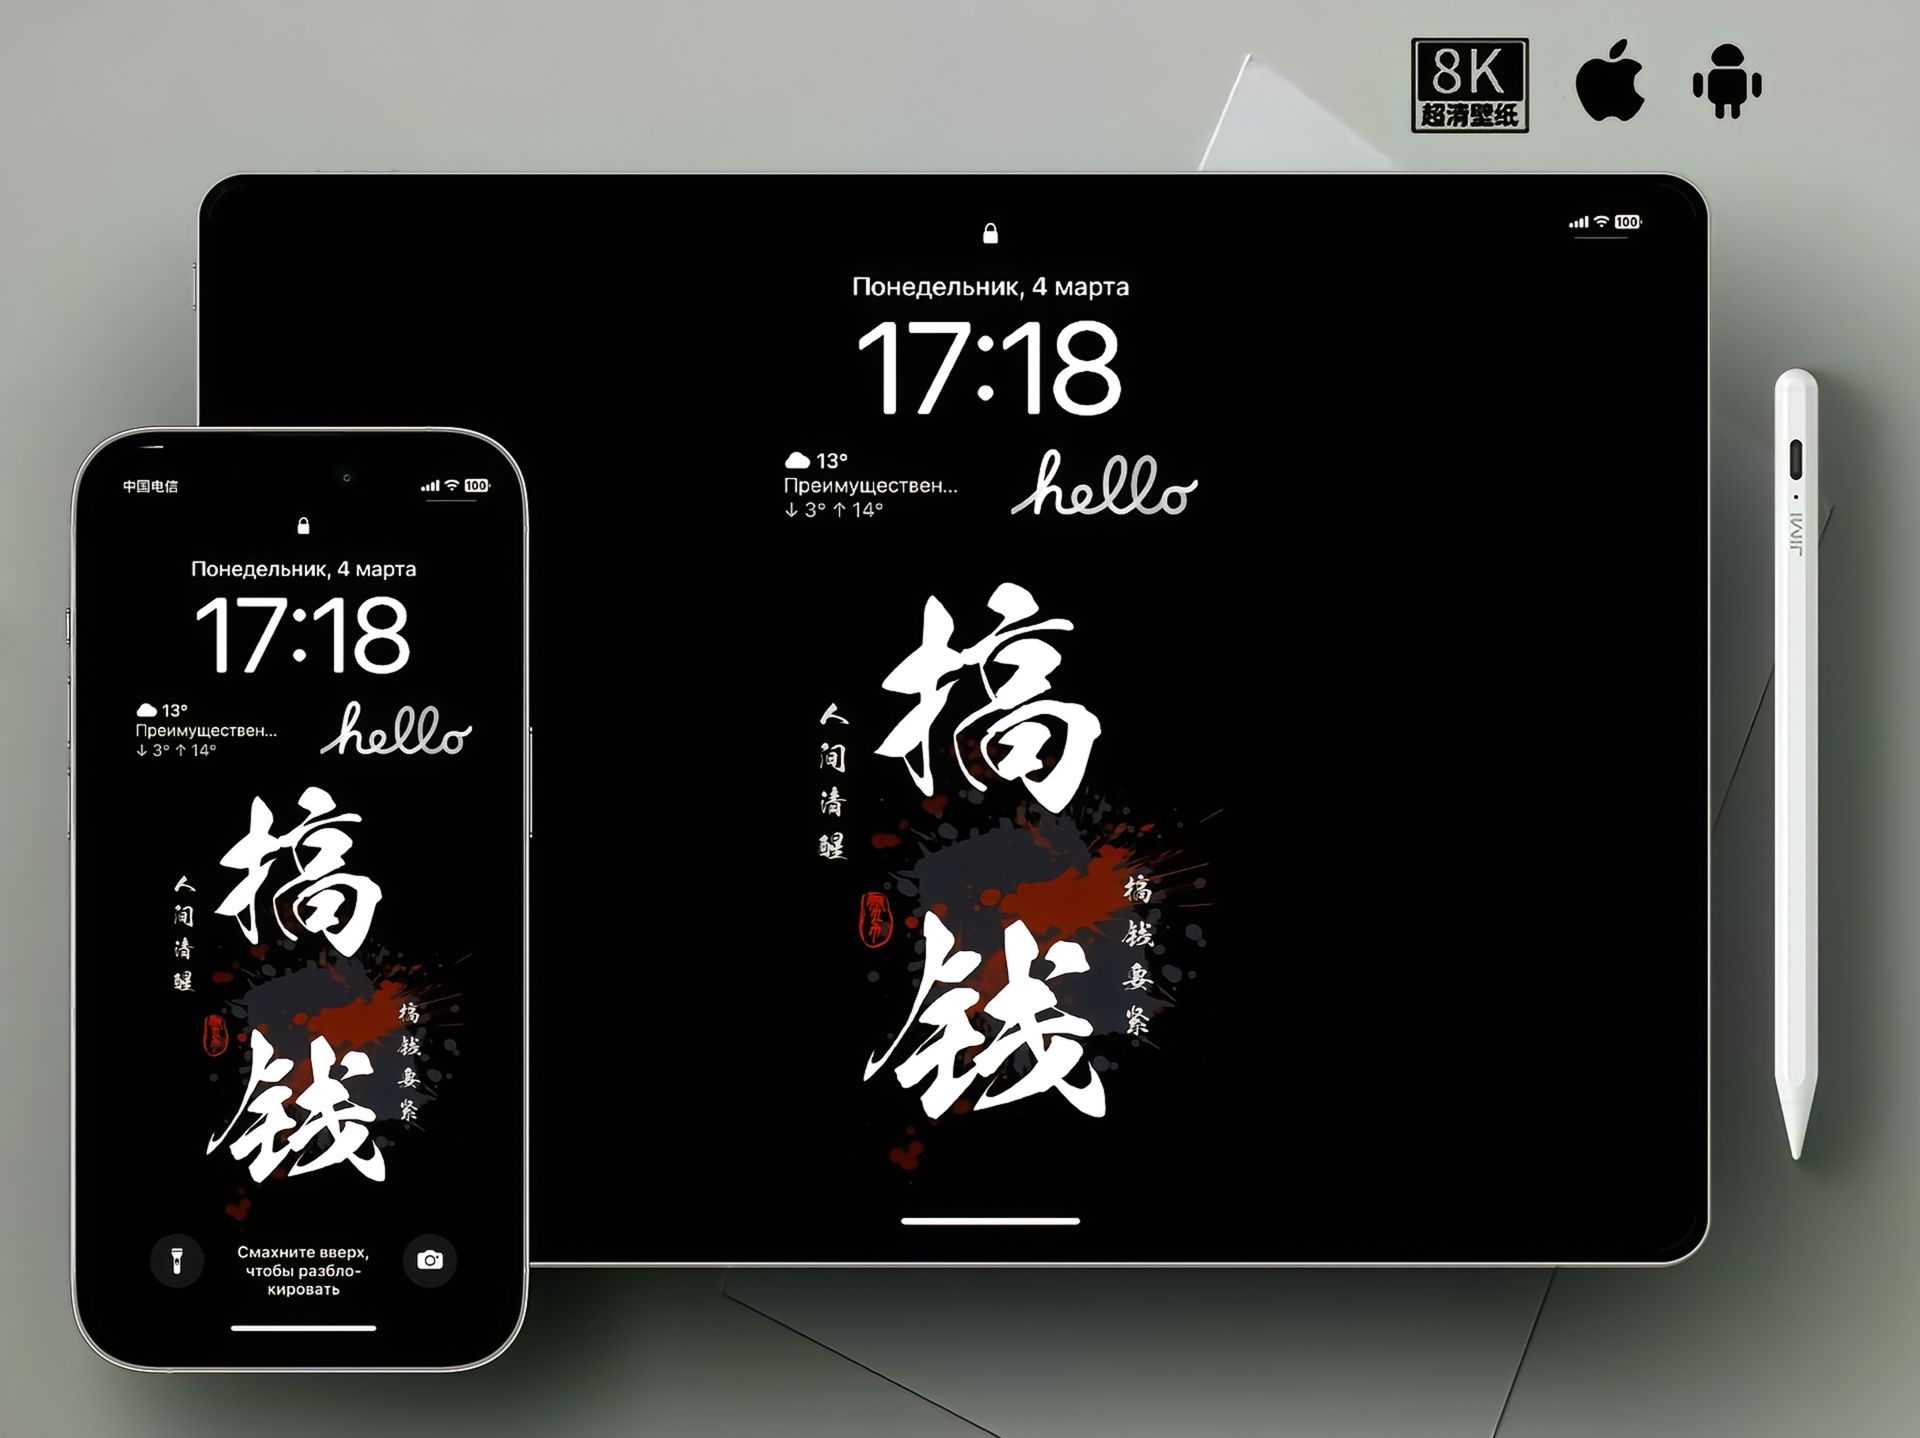 8K
超清壁纸
100
Понедельник, 4 марта
17:18
13°
Преимуществен...
↓ 3° ↑ 14°
hello
搞钱
人间清醒
搞钱要紧
JIMI
中国电信
100
Понедельник, 4 марта
17:18
13°
Преимуществен...
↓ 3° ↑ 14°
hello
搞钱
人间清醒
搞钱要紧
Смахните вверх,
чтобы разбло-
кировать